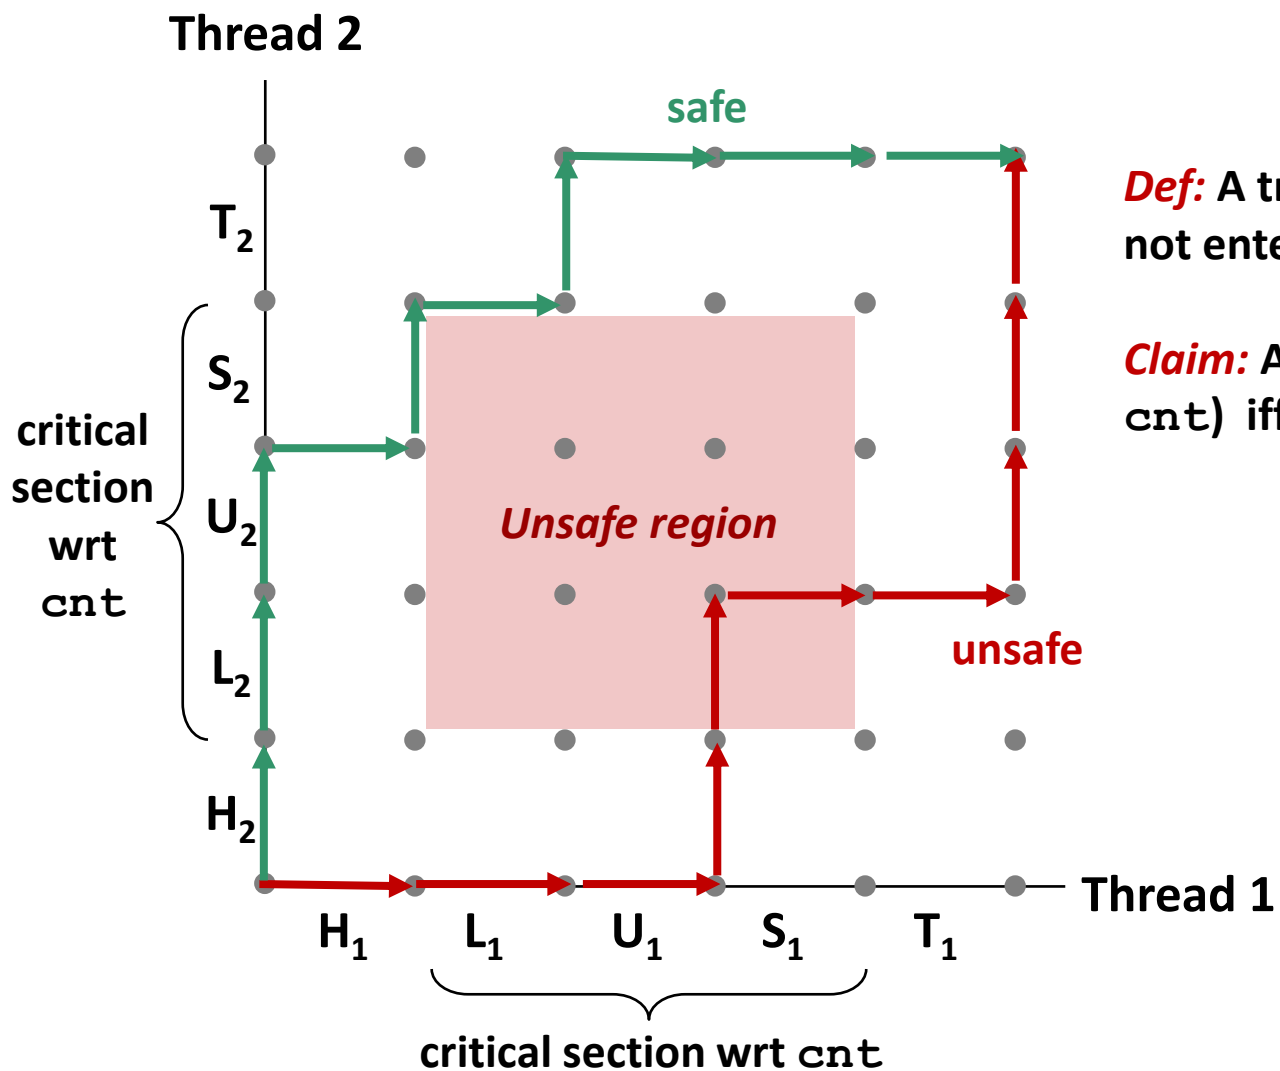 Thread 2
safe
Def: A tr
not ente
T2
Claim: A
cnt) iff
S2
critical
section
wrt
cnt
U2
Unsafe region
L2
unsafe
H2
Thread 1
H1 L1 U1 S1 T1
critical section wrt cnt